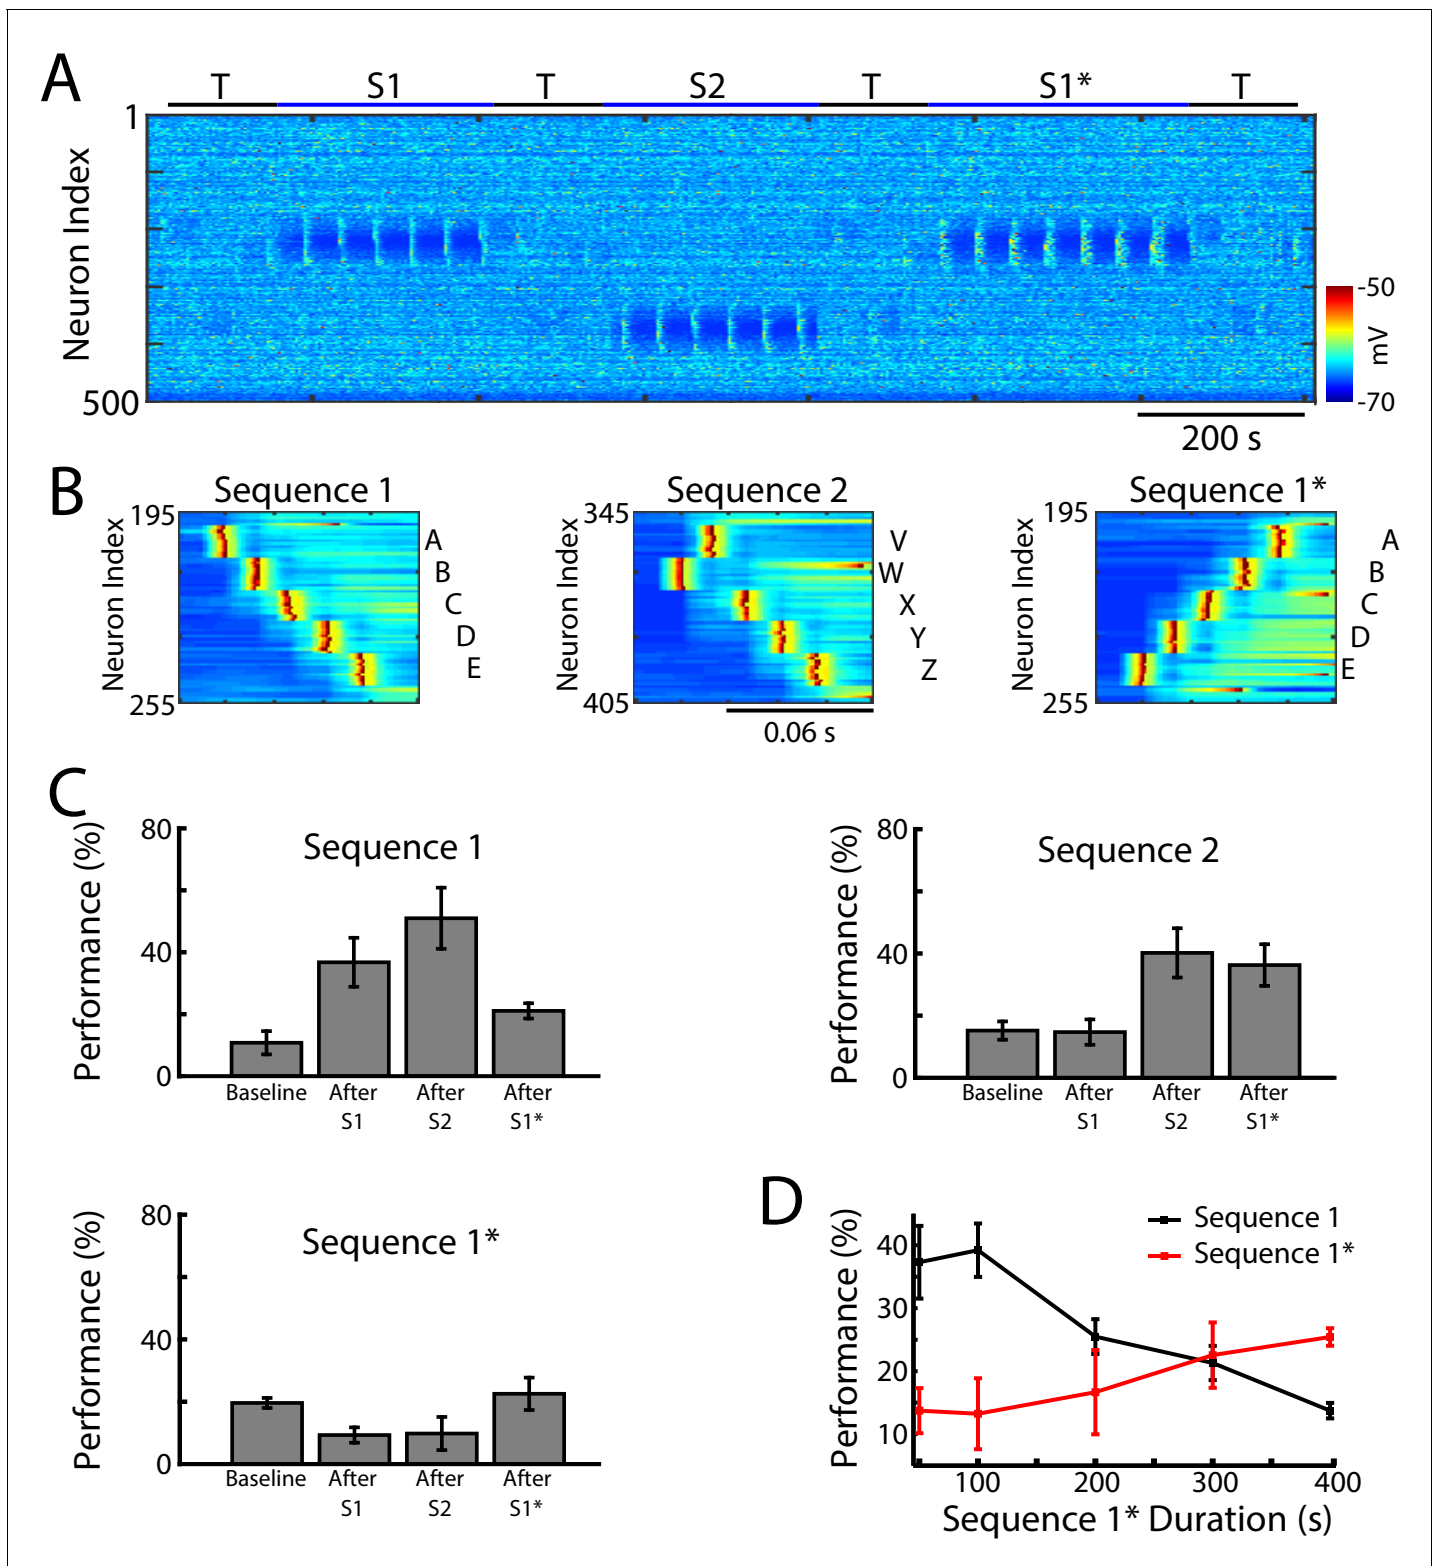 A
T S1 T S2 T S1* T
1
Neuron Index
500
-50
mV
-70
200 s
B
Sequence 1
Sequence 2
Sequence 1*
195
Neuron Index
255
A
B
C
D
E
345
Neuron Index
405
V
W
X
Y
Z
0.06 s
195
Neuron Index
255
A
B
C
D
E
C
Sequence 1
Performance (%)
80
40
0
Baseline After S1 After S2 After S1*
Sequence 2
Performance (%)
80
40
0
Baseline After S1 After S2 After S1*
Sequence 1*
Performance (%)
80
40
0
Baseline After S1 After S2 After S1*
D
Sequence 1
Sequence 1*
Performance (%)
40
30
20
10
100 200 300 400
Sequence 1* Duration (s)